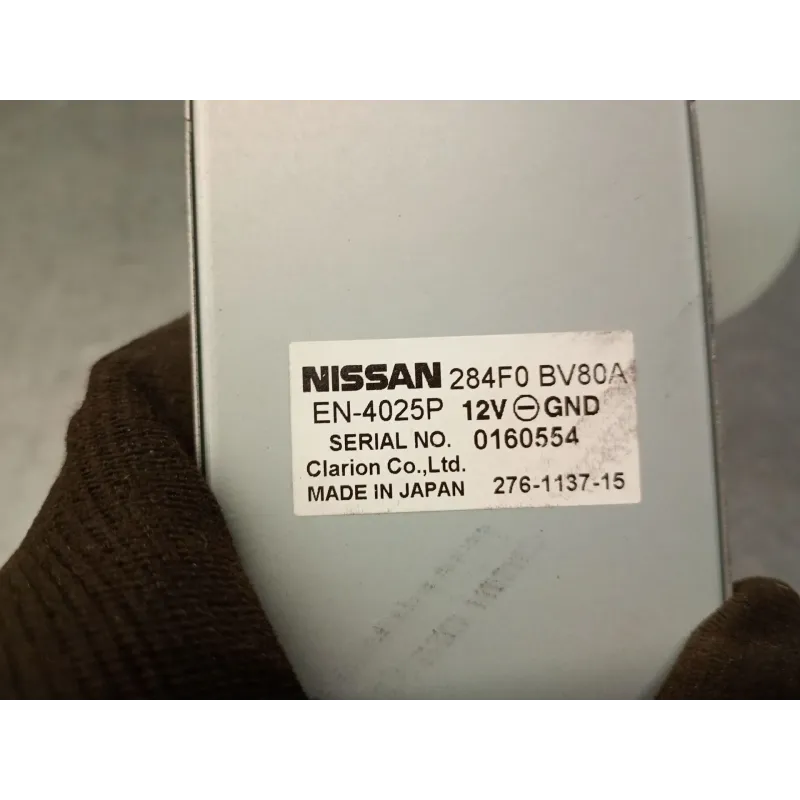 NISSAN 284F0 BV80A
EN-4025P 12V ⊖ GND
SERIAL NO. 0160554
Clarion Co.,Ltd.
MADE IN JAPAN 276-1137-15